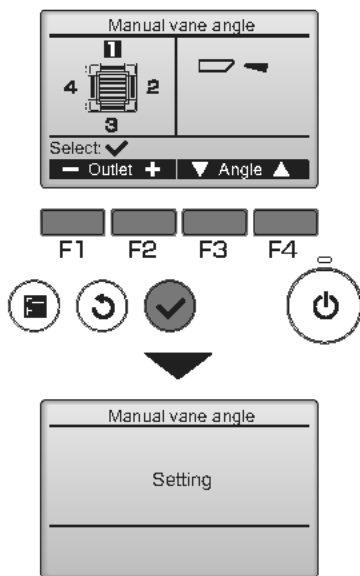 Manual vane angle
1
4 2
3
Select:
− Outlet + ▼ Angle ▲
F1 F2 F3 F4
Manual vane angle
Setting